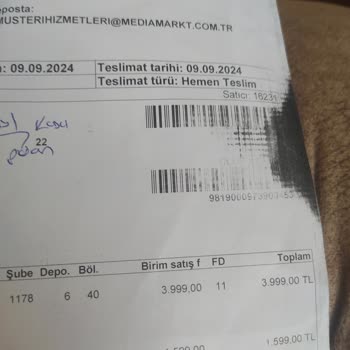 posta:
MUSTERIHIZMETLERI@MEDIAMARKT.COM.TR
: 09.09.2024 Teslimat tarihi: 09.09.2024
Teslimat türü: Hemen Teslim
Satıcı:
22
Şube Depo. Böl. Birim satış f FD Toplam
1178 6 40 3.999,00 11 3.999,00 TL
1.599,00 TL